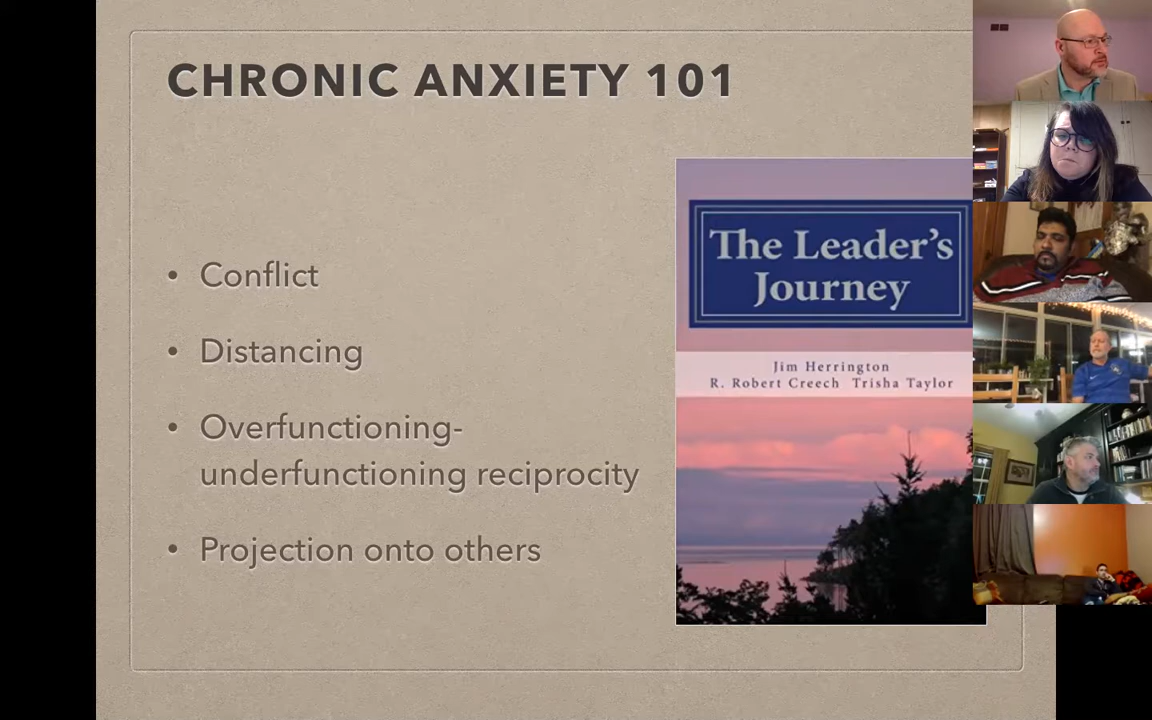 CHRONIC ANXIETY 101
• Conflict
• Distancing
• Overfunctioning-
underfunctioning reciprocity
• Projection onto others
The Leader's
Journey
Jim Herrington
R. Robert Creech Trisha Taylor